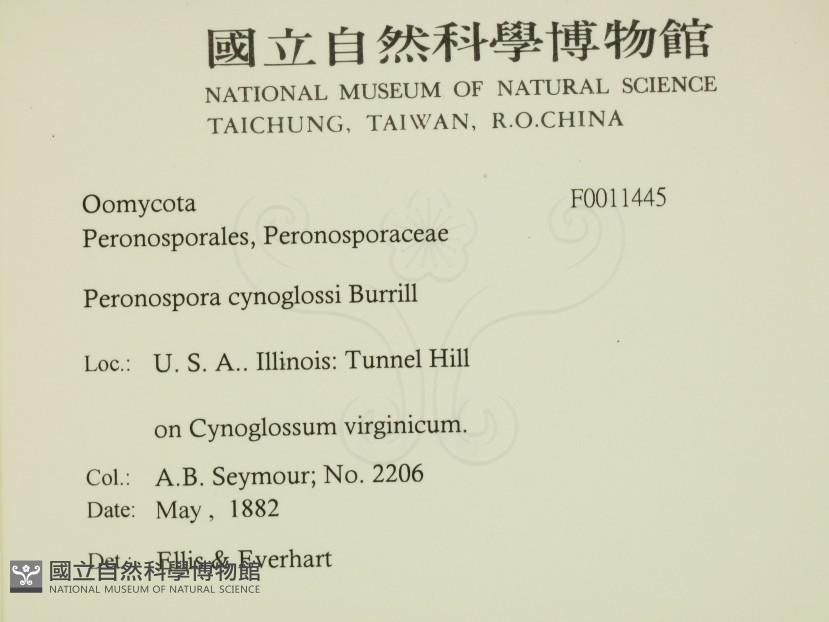 國立自然科學博物館
NATIONAL MUSEUM OF NATURAL SCIENCE
TAICHUNG, TAIWAN, R.O.CHINA
Oomycota F0011445
Peronosporales, Peronosporaceae
Peronospora cynoglossi Burrill
Loc.: U. S. A.. Illinois: Tunnel Hill
on Cynoglossum virginicum.
Col.: A.B. Seymour; No. 2206
Date: May , 1882
Det.: Ellis & Everhart
國立自然科學博物館
NATIONAL MUSEUM OF NATURAL SCIENCE